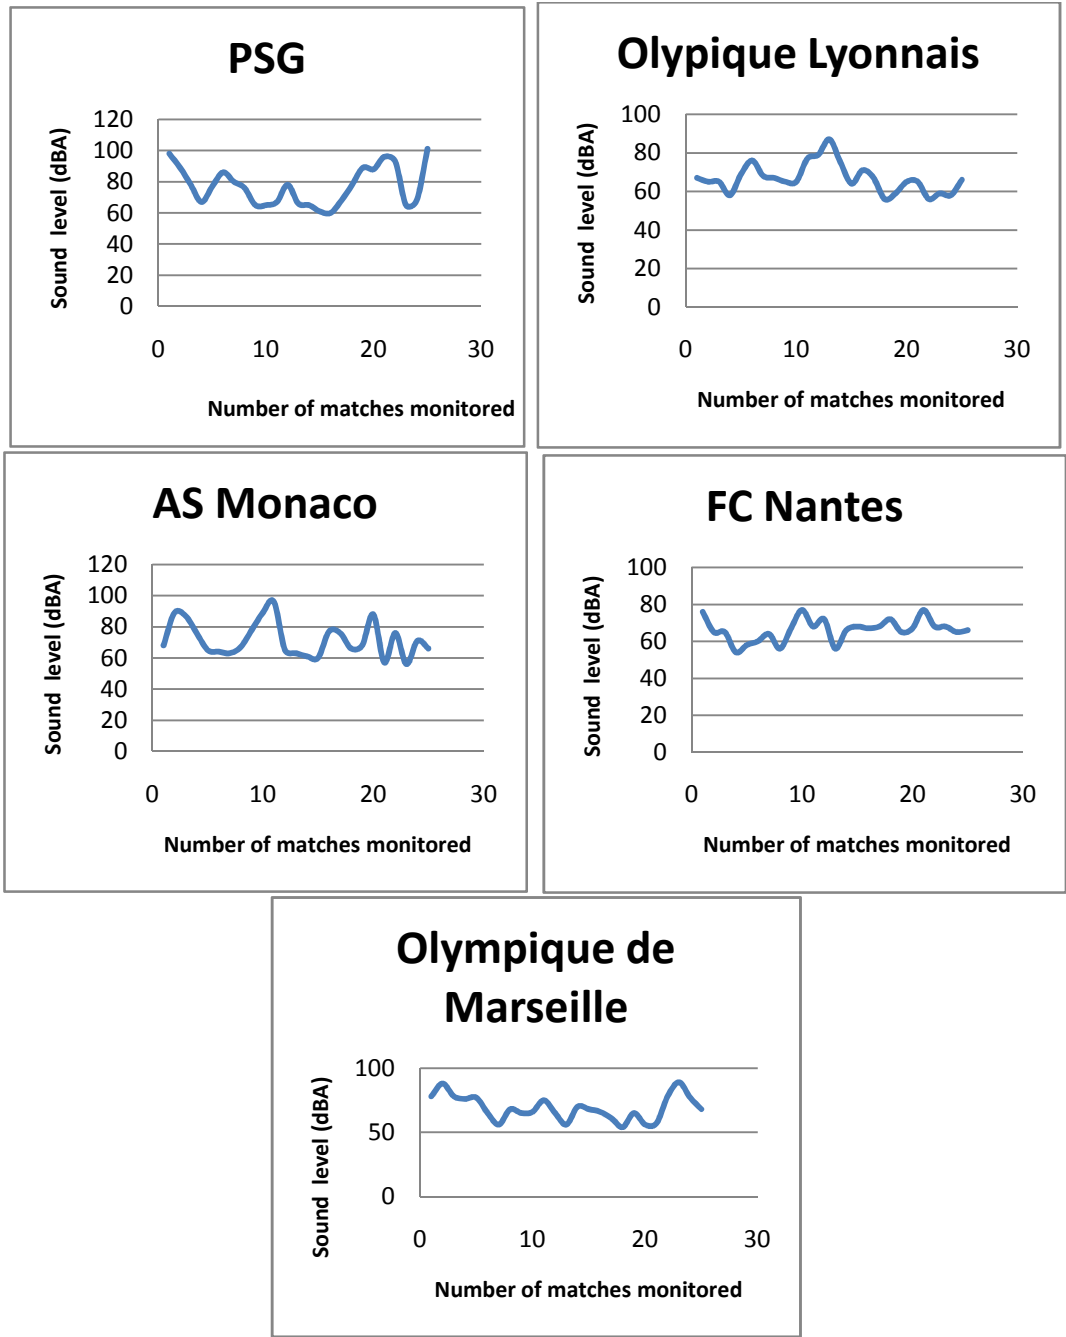 PSG
Sound level (dBA)
120
100
80
60
40
20
0
0 10 20 30
Number of matches monitored
Olypique Lyonnais
Sound level (dBA)
100
80
60
40
20
0
0 10 20 30
Number of matches monitored
AS Monaco
Sound level (dBA)
120
100
80
60
40
20
0
0 10 20 30
Number of matches monitored
FC Nantes
Sound level (dBA)
100
80
60
40
20
0
0 10 20 30
Number of matches monitored
Olympique de
Marseille
Sound level (dBA)
100
50
0
0 10 20 30
Number of matches monitored